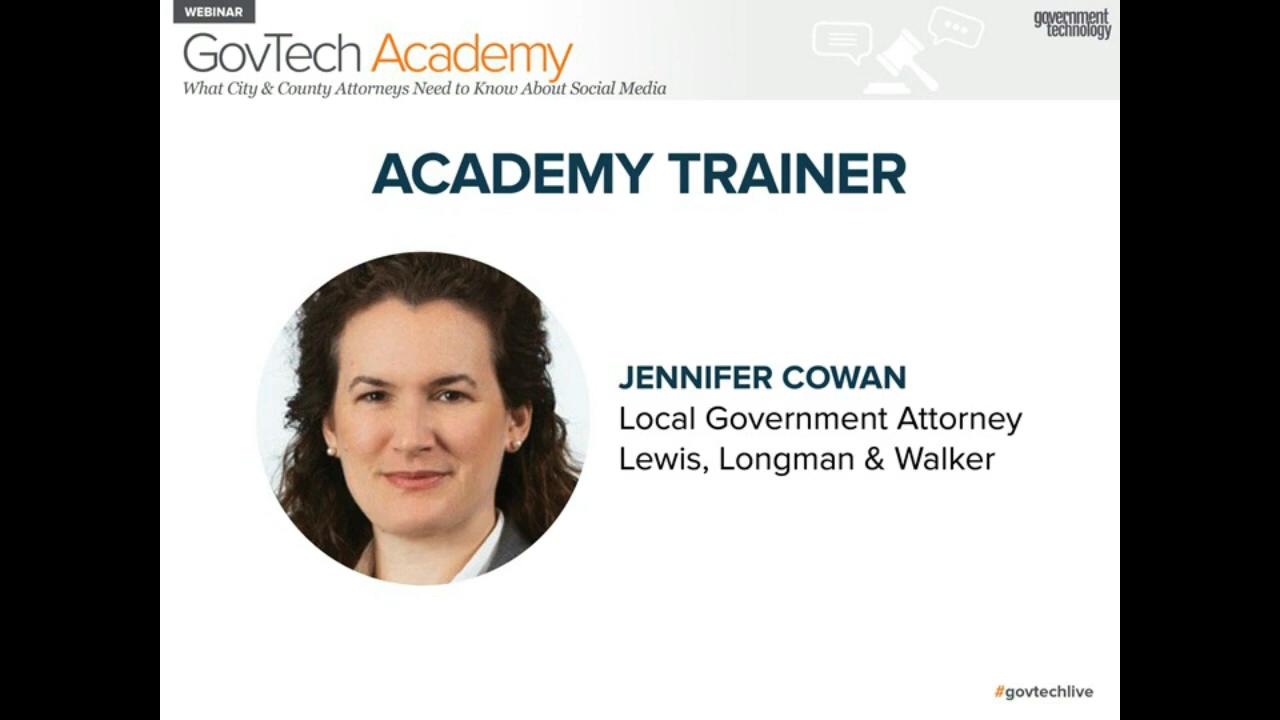 WEBINAR
GovTech Academy
What City & County Attorneys Need to Know About Social Media
government
technology
ACADEMY TRAINER
JENNIFER COWAN
Local Government Attorney
Lewis, Longman & Walker
#govtechlive